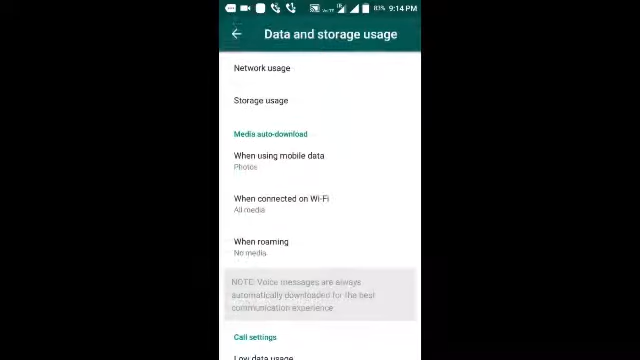 83% 9:14 PM
Data and storage usage
Network usage
Storage usage
Media auto-download
When using mobile data
Photos
When connected on Wi-Fi
All media
When roaming
No media
NOTE: Voice messages are always
automatically downloaded for the best
communication experience
Call settings
Low data usage